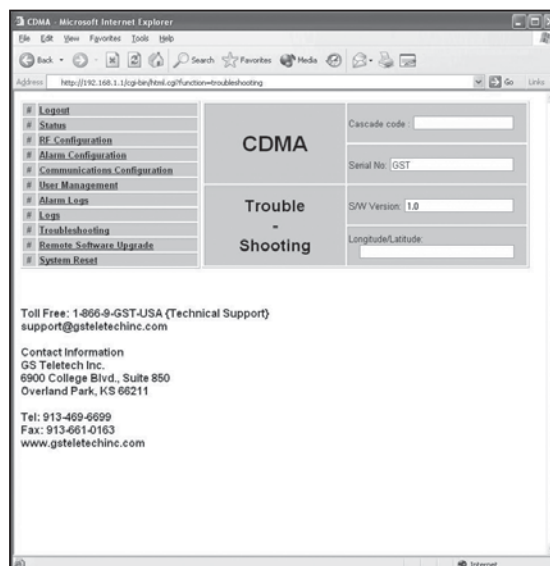 CDMA - Microsoft Internet Explorer
File Edit View Favorites Tools Help
Back Search Favorites Media
Address http://192.168.1.1/cgi-bin/html.cgi?function=troubleshooting Go Links
# Logout
# Status
# RF Configuration
# Alarm Configuration
# Communications Configuration
# User Management
# Alarm Logs
# Logs
# Troubleshooting
# Remote Software Upgrade
# System Reset
CDMA
Trouble
-
Shooting
Cascade code :
Serial No: GST
S/W Version: 1.0
Longitude/Latitude:
Toll Free: 1-866-9-GST-USA {Technical Support}
support@gsteletechinc.com
Contact Information
GS Teletech Inc.
6900 College Blvd., Suite 850
Overland Park, KS 66211
Tel: 913-469-6699
Fax: 913-661-0163
www.gsteletechinc.com
Internet